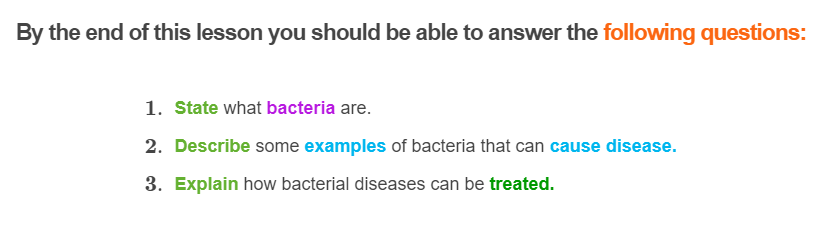 By the end of this lesson you should be able to answer the following questions:
1. State what bacteria are.
2. Describe some examples of bacteria that can cause disease.
3. Explain how bacterial diseases can be treated.